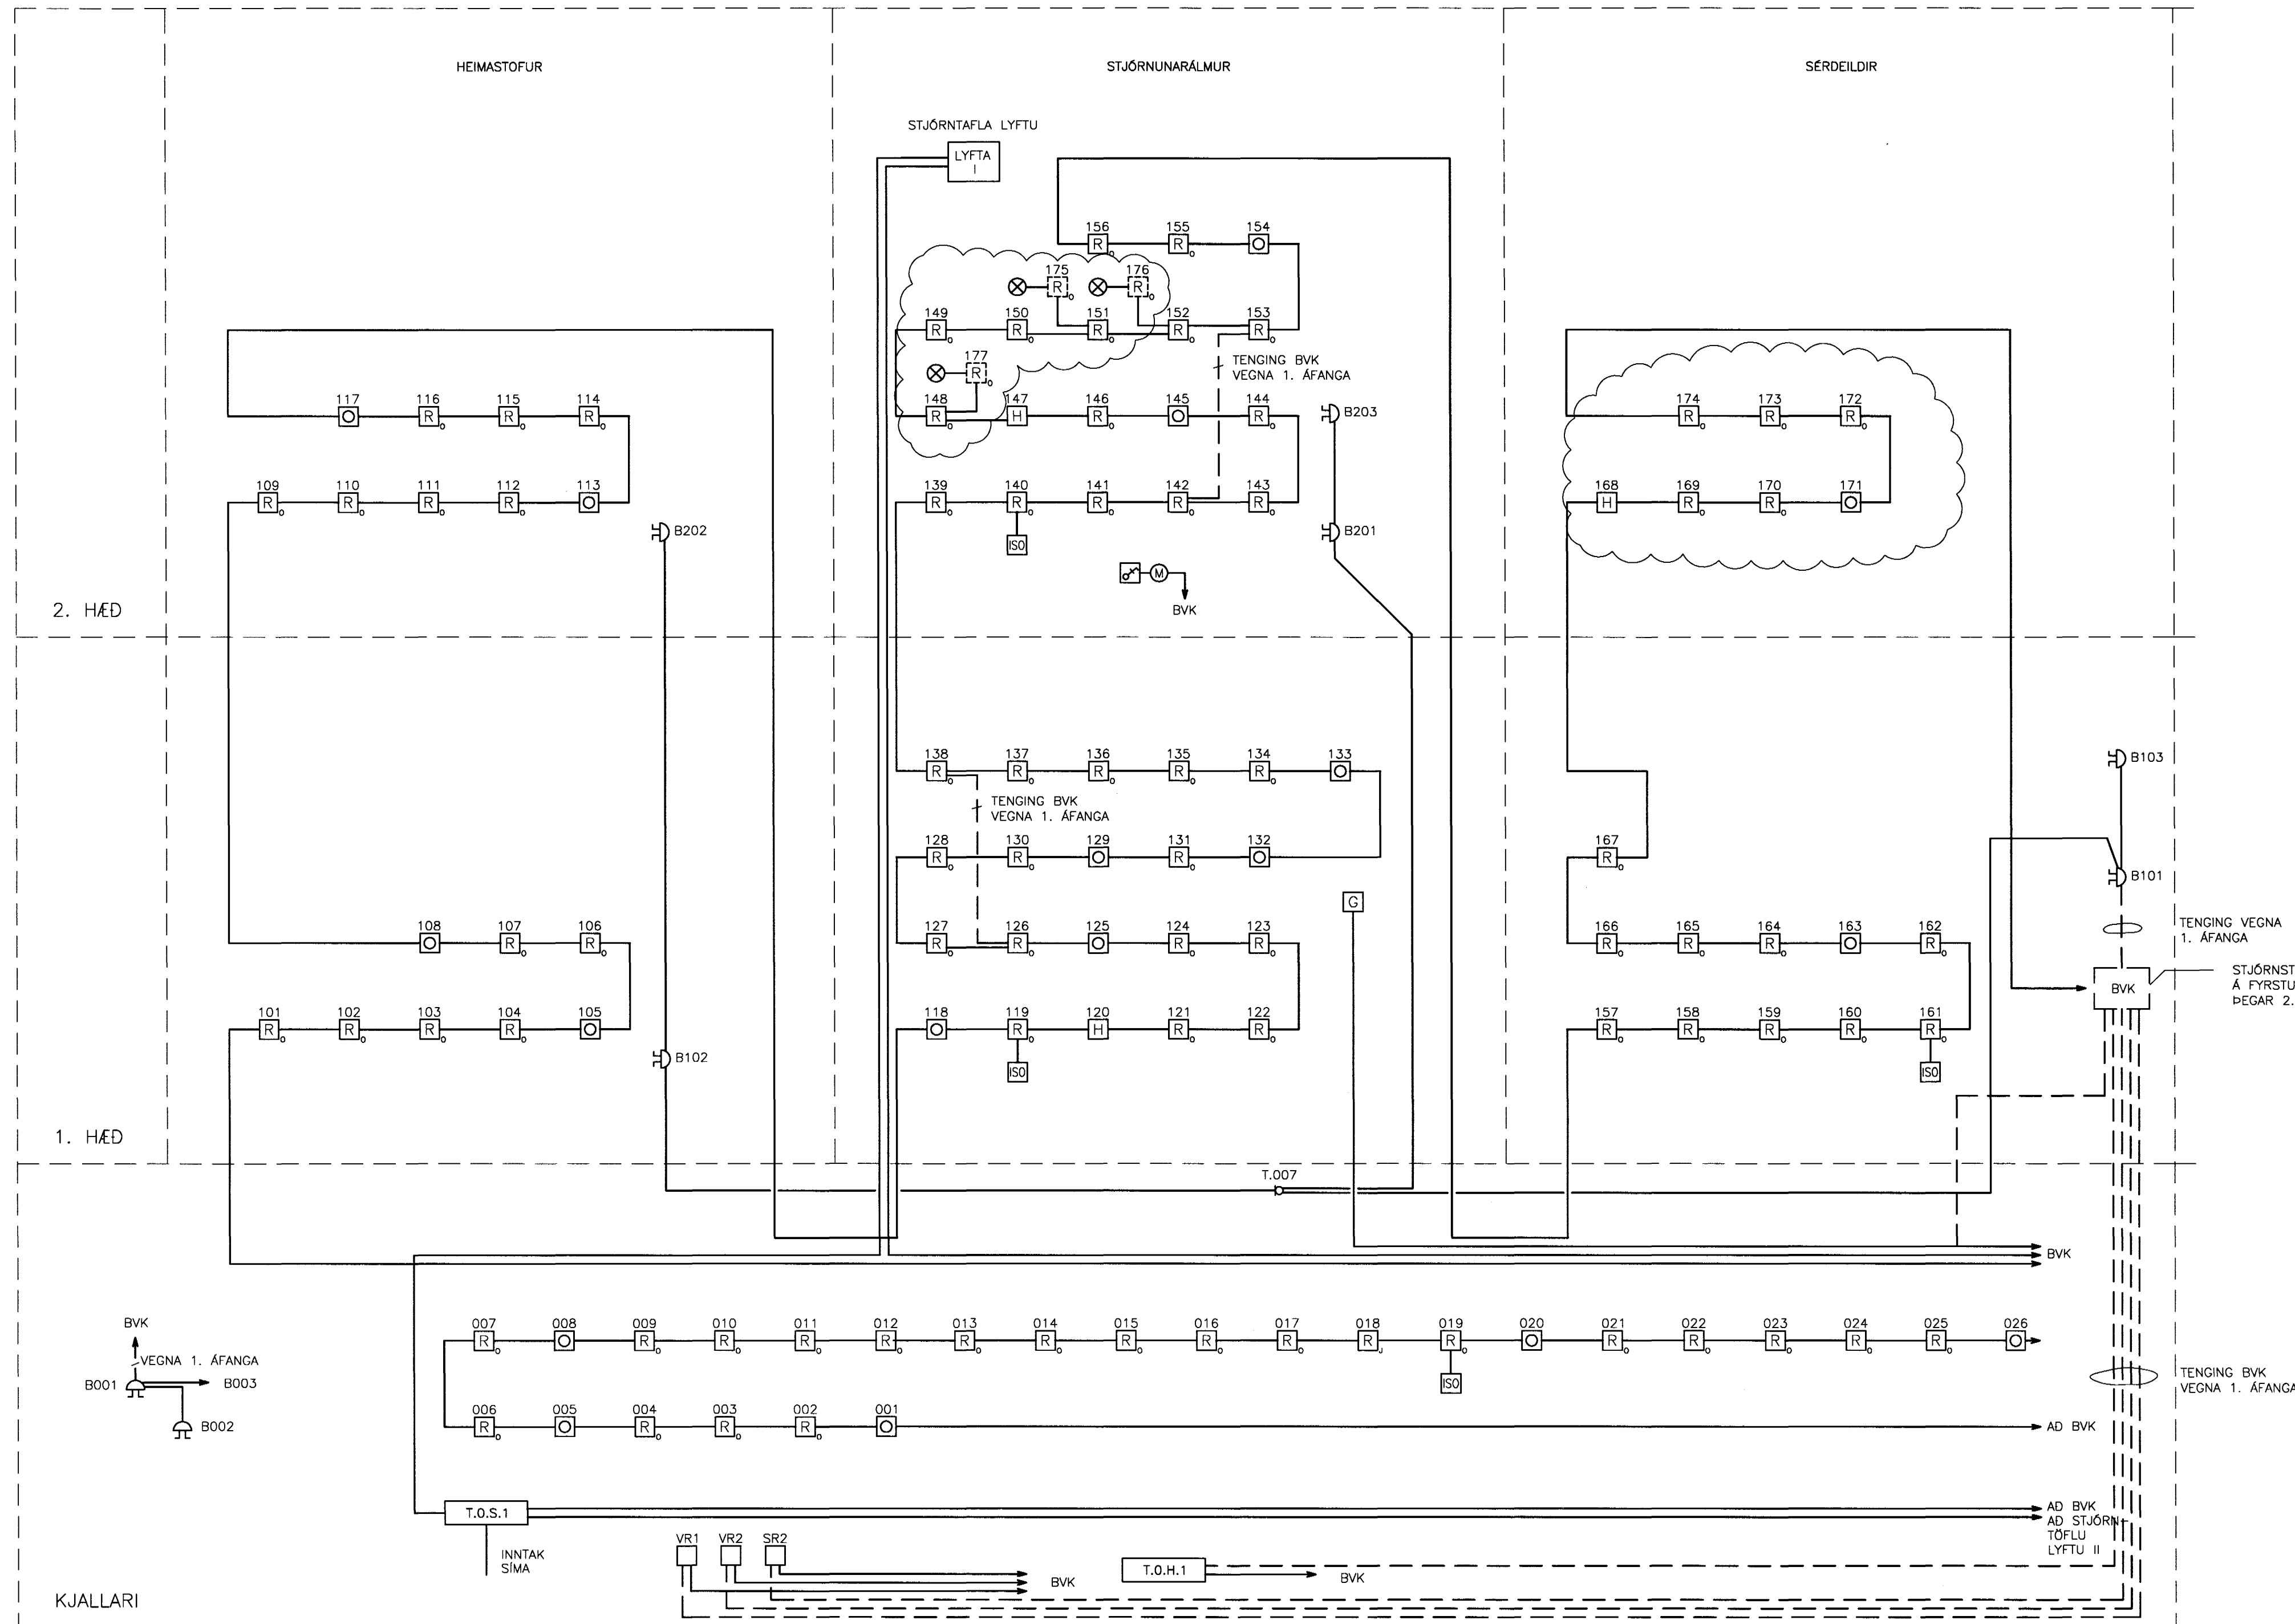 HEIMASTOFUR
STJÓRNUNARÁLMUR
SÉRDEILDIR
STJÓRNTAFLA LYFTU
LYFTA
I
156 155 154
R R
175 176
R R
149 150 151 152 153
R R R R R
177
R
TENGING BVK
VEGNA 1. ÁFANGA
117 116 115 114
R R R
148 147 146 145 144
R H R R
B203
174 173 172
R R R
109 110 111 112 113
R R R R
139 140 141 142 143
R R R R R
168 169 170 171
H R R
B202
ISO
B201
M
BVK
2. HÆÐ
138 137 136 135 134 133
R R R R R
B103
TENGING BVK
VEGNA 1. ÁFANGA
128 130 129 131 132
R R R
167
R
B101
G
108 107 106
R R
127 126 125 124 123
R R R R
166 165 164 163 162
R R R R
TENGING VEGNA
1. ÁFANGA
STJÓRNST
Á FYRSTU
ÞEGAR 2.
BVK
101 102 103 104 105
R R R R
118 119 120 121 122
R H R R
157 158 159 160 161
R R R R R
B102
ISO
ISO
1. HÆÐ
T.007
BVK
BVK
VEGNA 1. ÁFANGA
B001
B003
B002
007 008 009 010 011 012 013 014 015 016 017 018 019 020 021 022 023 024 025 026
R R R R R R R R R R R R R R R R R
ISO
TENGING BVK
VEGNA 1. ÁFANGA
006 005 004 003 002 001
R R R R
AÐ BVK
T.O.S.1
AÐ BVK
AÐ STJÓRN-
TÖFLU
LYFTU II
INNTAK
SÍMA
VR1 VR2 SR2
BVK
T.O.H.1
BVK
KJALLARI